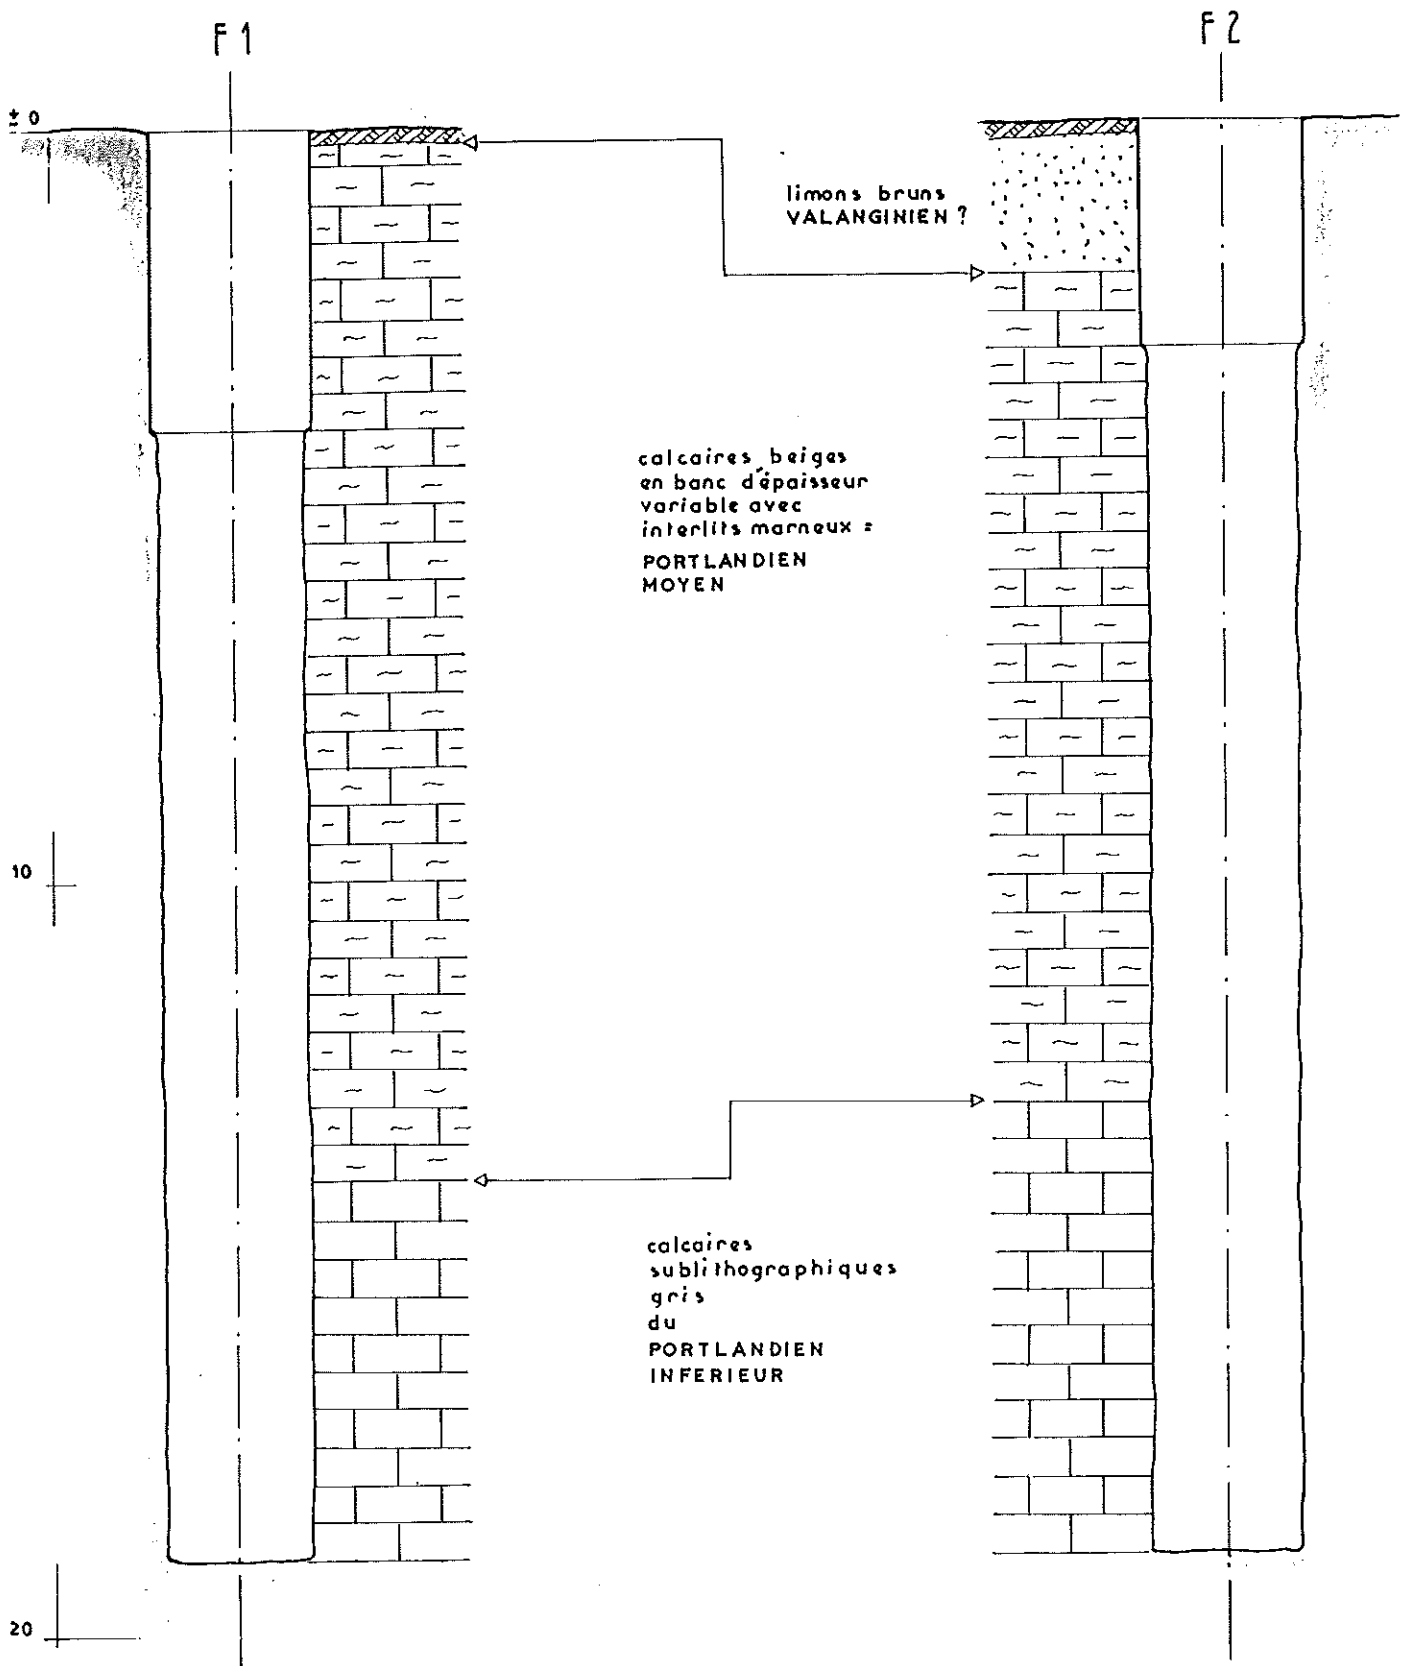 F 1
F 2
± 0
limons bruns
VALANGINIEN ?
calcaires beiges
en banc d'épaisseur
variable avec
interlits marneux =
PORTLANDIEN
MOYEN
10
calcaires
sublithographiques
gris
du
PORTLANDIEN
INFERIEUR
20